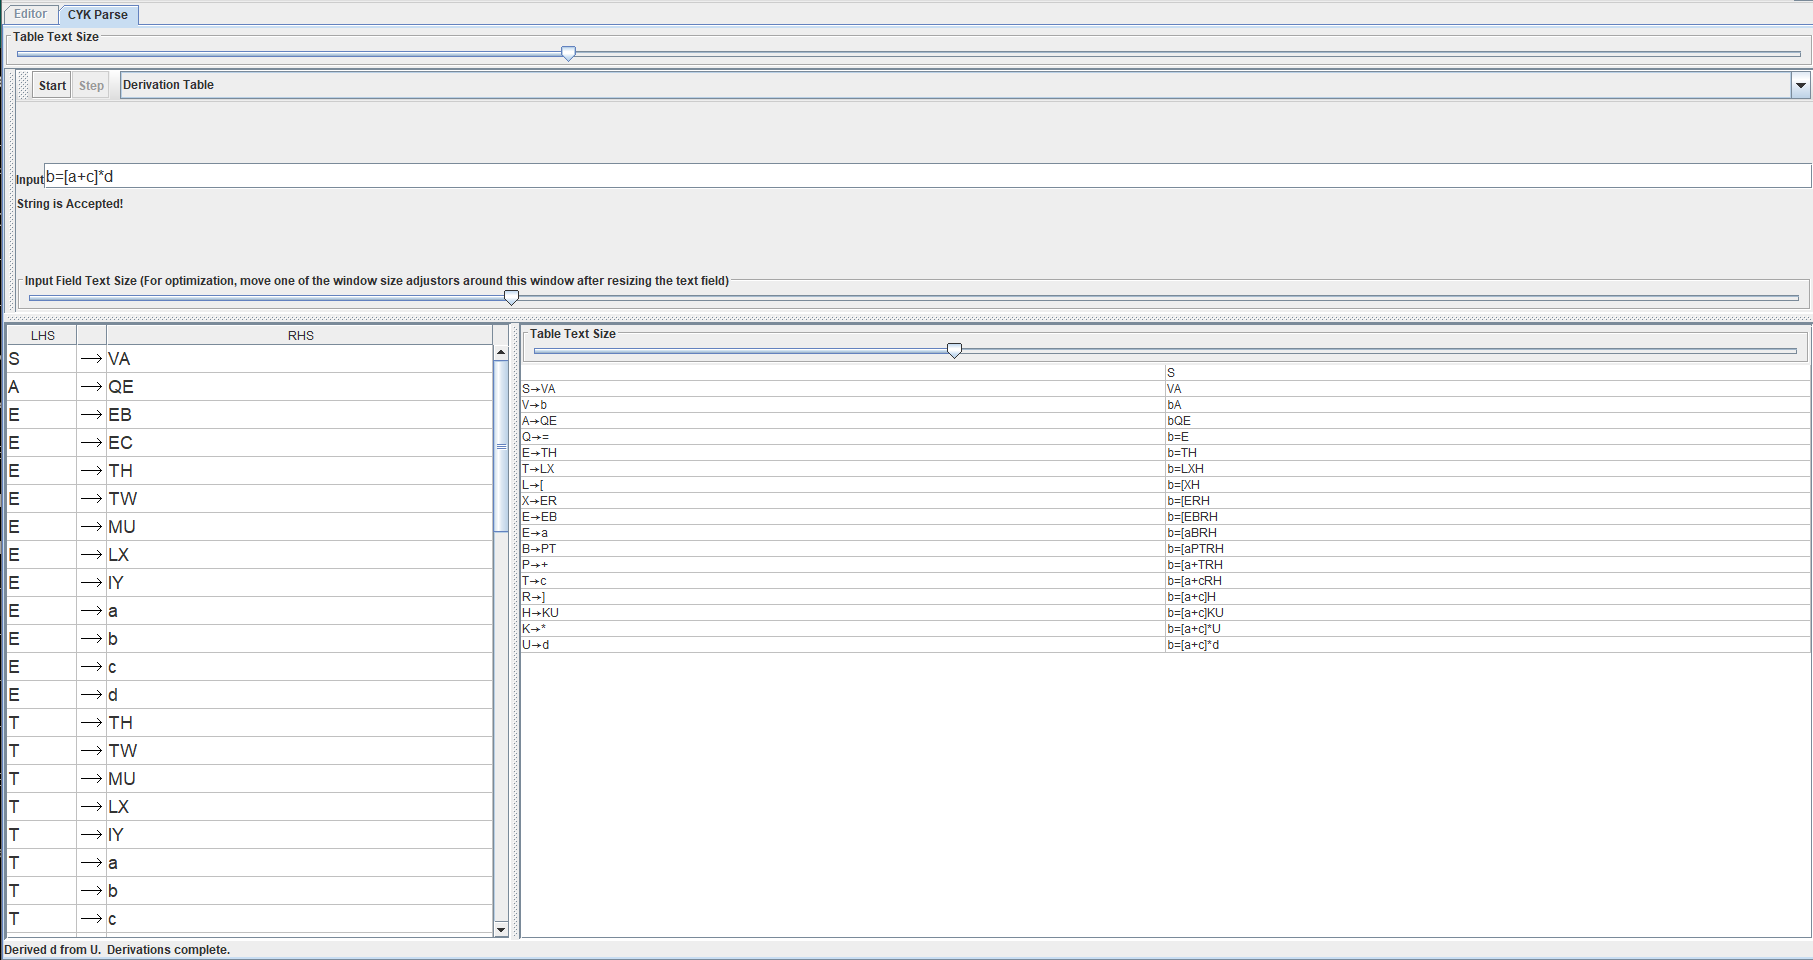 Editor CYK Parse
Table Text Size
Start Step Derivation Table
Input b=[a+c]*d
String is Accepted!
Input Field Text Size (For optimization, move one of the window size adjustors around this window after resizing the text field)
LHS RHS
S → VA
A → QE
E → EB
E → EC
E → TH
E → TW
E → MU
E → LX
E → IY
E → a
E → b
E → c
E → d
T → TH
T → TW
T → MU
T → LX
T → IY
T → a
T → b
T → c
Table Text Size
S
S→VA VA
V→b bA
A→QE bQE
Q→= b=E
E→TH b=TH
T→LX b=LXH
L→[ b=[XH
X→ER b=[ERH
E→EB b=[EBRH
E→a b=[aBRH
B→PT b=[aPTRH
P→+ b=[a+TRH
T→c b=[a+cRH
R→] b=[a+c]H
H→KU b=[a+c]KU
K→* b=[a+c]*U
U→d b=[a+c]*d
Derived d from U. Derivations complete.